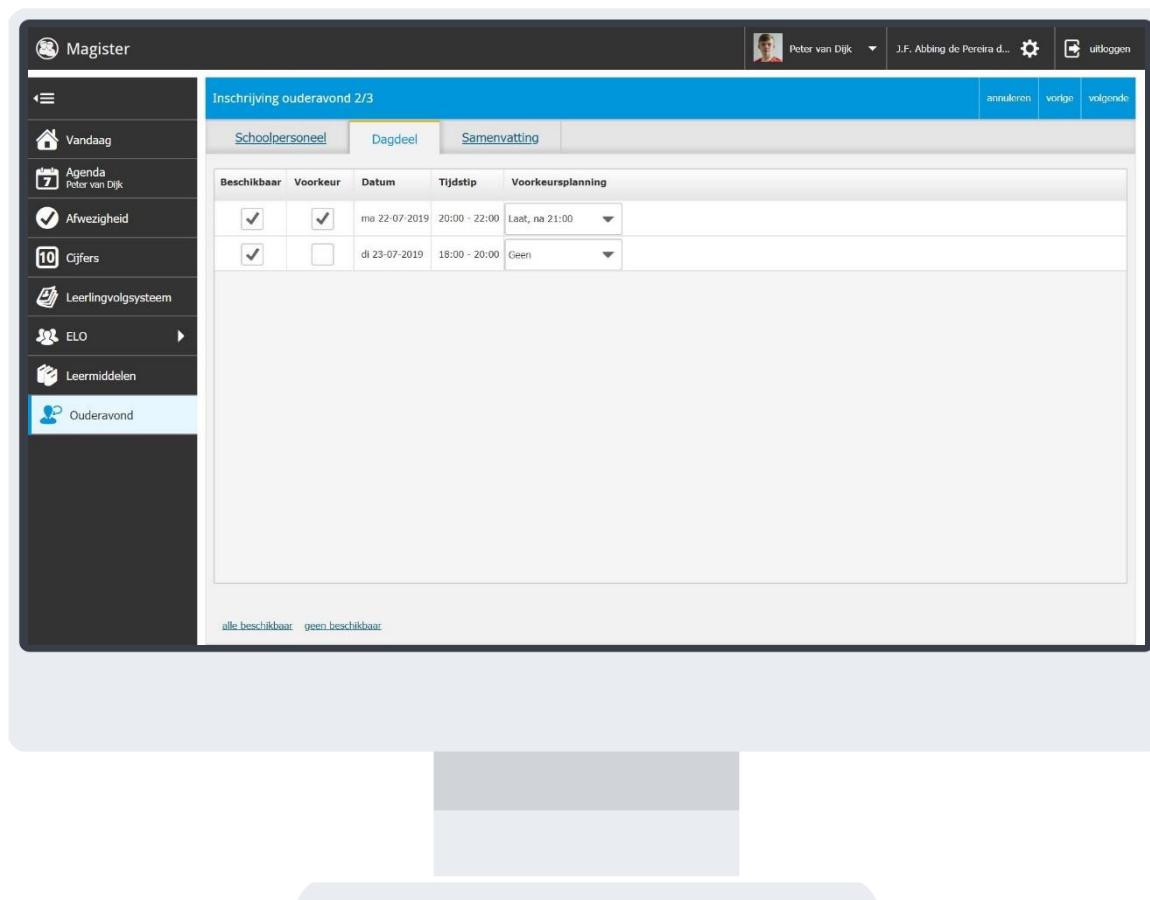 Magister
Peter van Dijk
J.F. Abbing de Pereira d...
uitloggen
Inschrijving ouderavond 2/3
annuleren vorige volgende
Vandaag
7 Agenda
Peter van Dijk
Afwezigheid
10 Cijfers
Leerlingvolgsysteem
ELO
Leermiddelen
Ouderavond
Schoolpersoneel Dagdeel Samenvatting
Beschikbaar Voorkeur Datum Tijdstip Voorkeursplanning
ma 22-07-2019 20:00 - 22:00 Laat, na 21:00
di 23-07-2019 18:00 - 20:00 Geen
alle beschikbaar geen beschikbaar